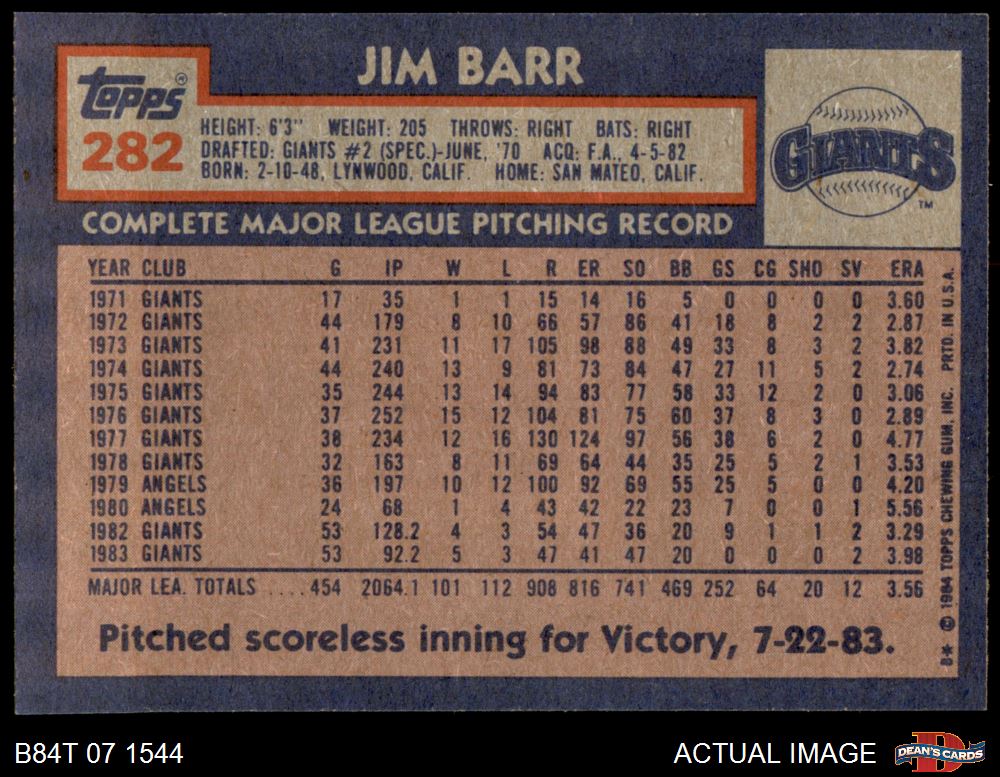 JIM BARR
Topps®
282
HEIGHT: 6'3" WEIGHT: 205 THROWS: RIGHT BATS: RIGHT
DRAFTED: GIANTS #2 (SPEC.)-JUNE, '70 ACQ: F.A., 4-5-82
BORN: 2-10-48, LYNWOOD, CALIF. HOME: SAN MATEO, CALIF.
GIANTS
TM
COMPLETE MAJOR LEAGUE PITCHING RECORD
YEAR CLUB G IP W L R ER SO BB GS CG SHO SV ERA
1971 GIANTS 17 35 1 1 15 14 16 5 0 0 0 0 3.60
1972 GIANTS 44 179 8 10 66 57 86 41 18 8 2 2 2.87
1973 GIANTS 41 231 11 17 105 98 88 49 33 8 3 2 3.82
1974 GIANTS 44 240 13 9 81 73 84 47 27 11 5 2 2.74
1975 GIANTS 35 244 13 14 94 83 77 58 33 12 2 0 3.06
1976 GIANTS 37 252 15 12 104 81 75 60 37 8 3 0 2.89
1977 GIANTS 38 234 12 16 130 124 97 56 38 6 2 0 4.77
1978 GIANTS 32 163 8 11 69 64 44 35 25 5 2 1 3.53
1979 ANGELS 36 197 10 12 100 92 69 55 25 5 0 0 4.20
1980 ANGELS 24 68 1 4 43 42 22 23 7 0 0 1 5.56
1982 GIANTS 53 128.2 4 3 54 47 36 20 9 1 1 2 3.29
1983 GIANTS 53 92.2 5 3 47 41 47 20 0 0 0 2 3.98
MAJOR LEA. TOTALS ....454 2064.1 101 112 908 816 741 469 252 64 20 12 3.56
Pitched scoreless inning for Victory, 7-22-83.
B* © 1984 TOPPS CHEWING GUM, INC. PRTD. IN U.S.A.
B84T 07 1544
ACTUAL IMAGE
DEAN'S CARDS